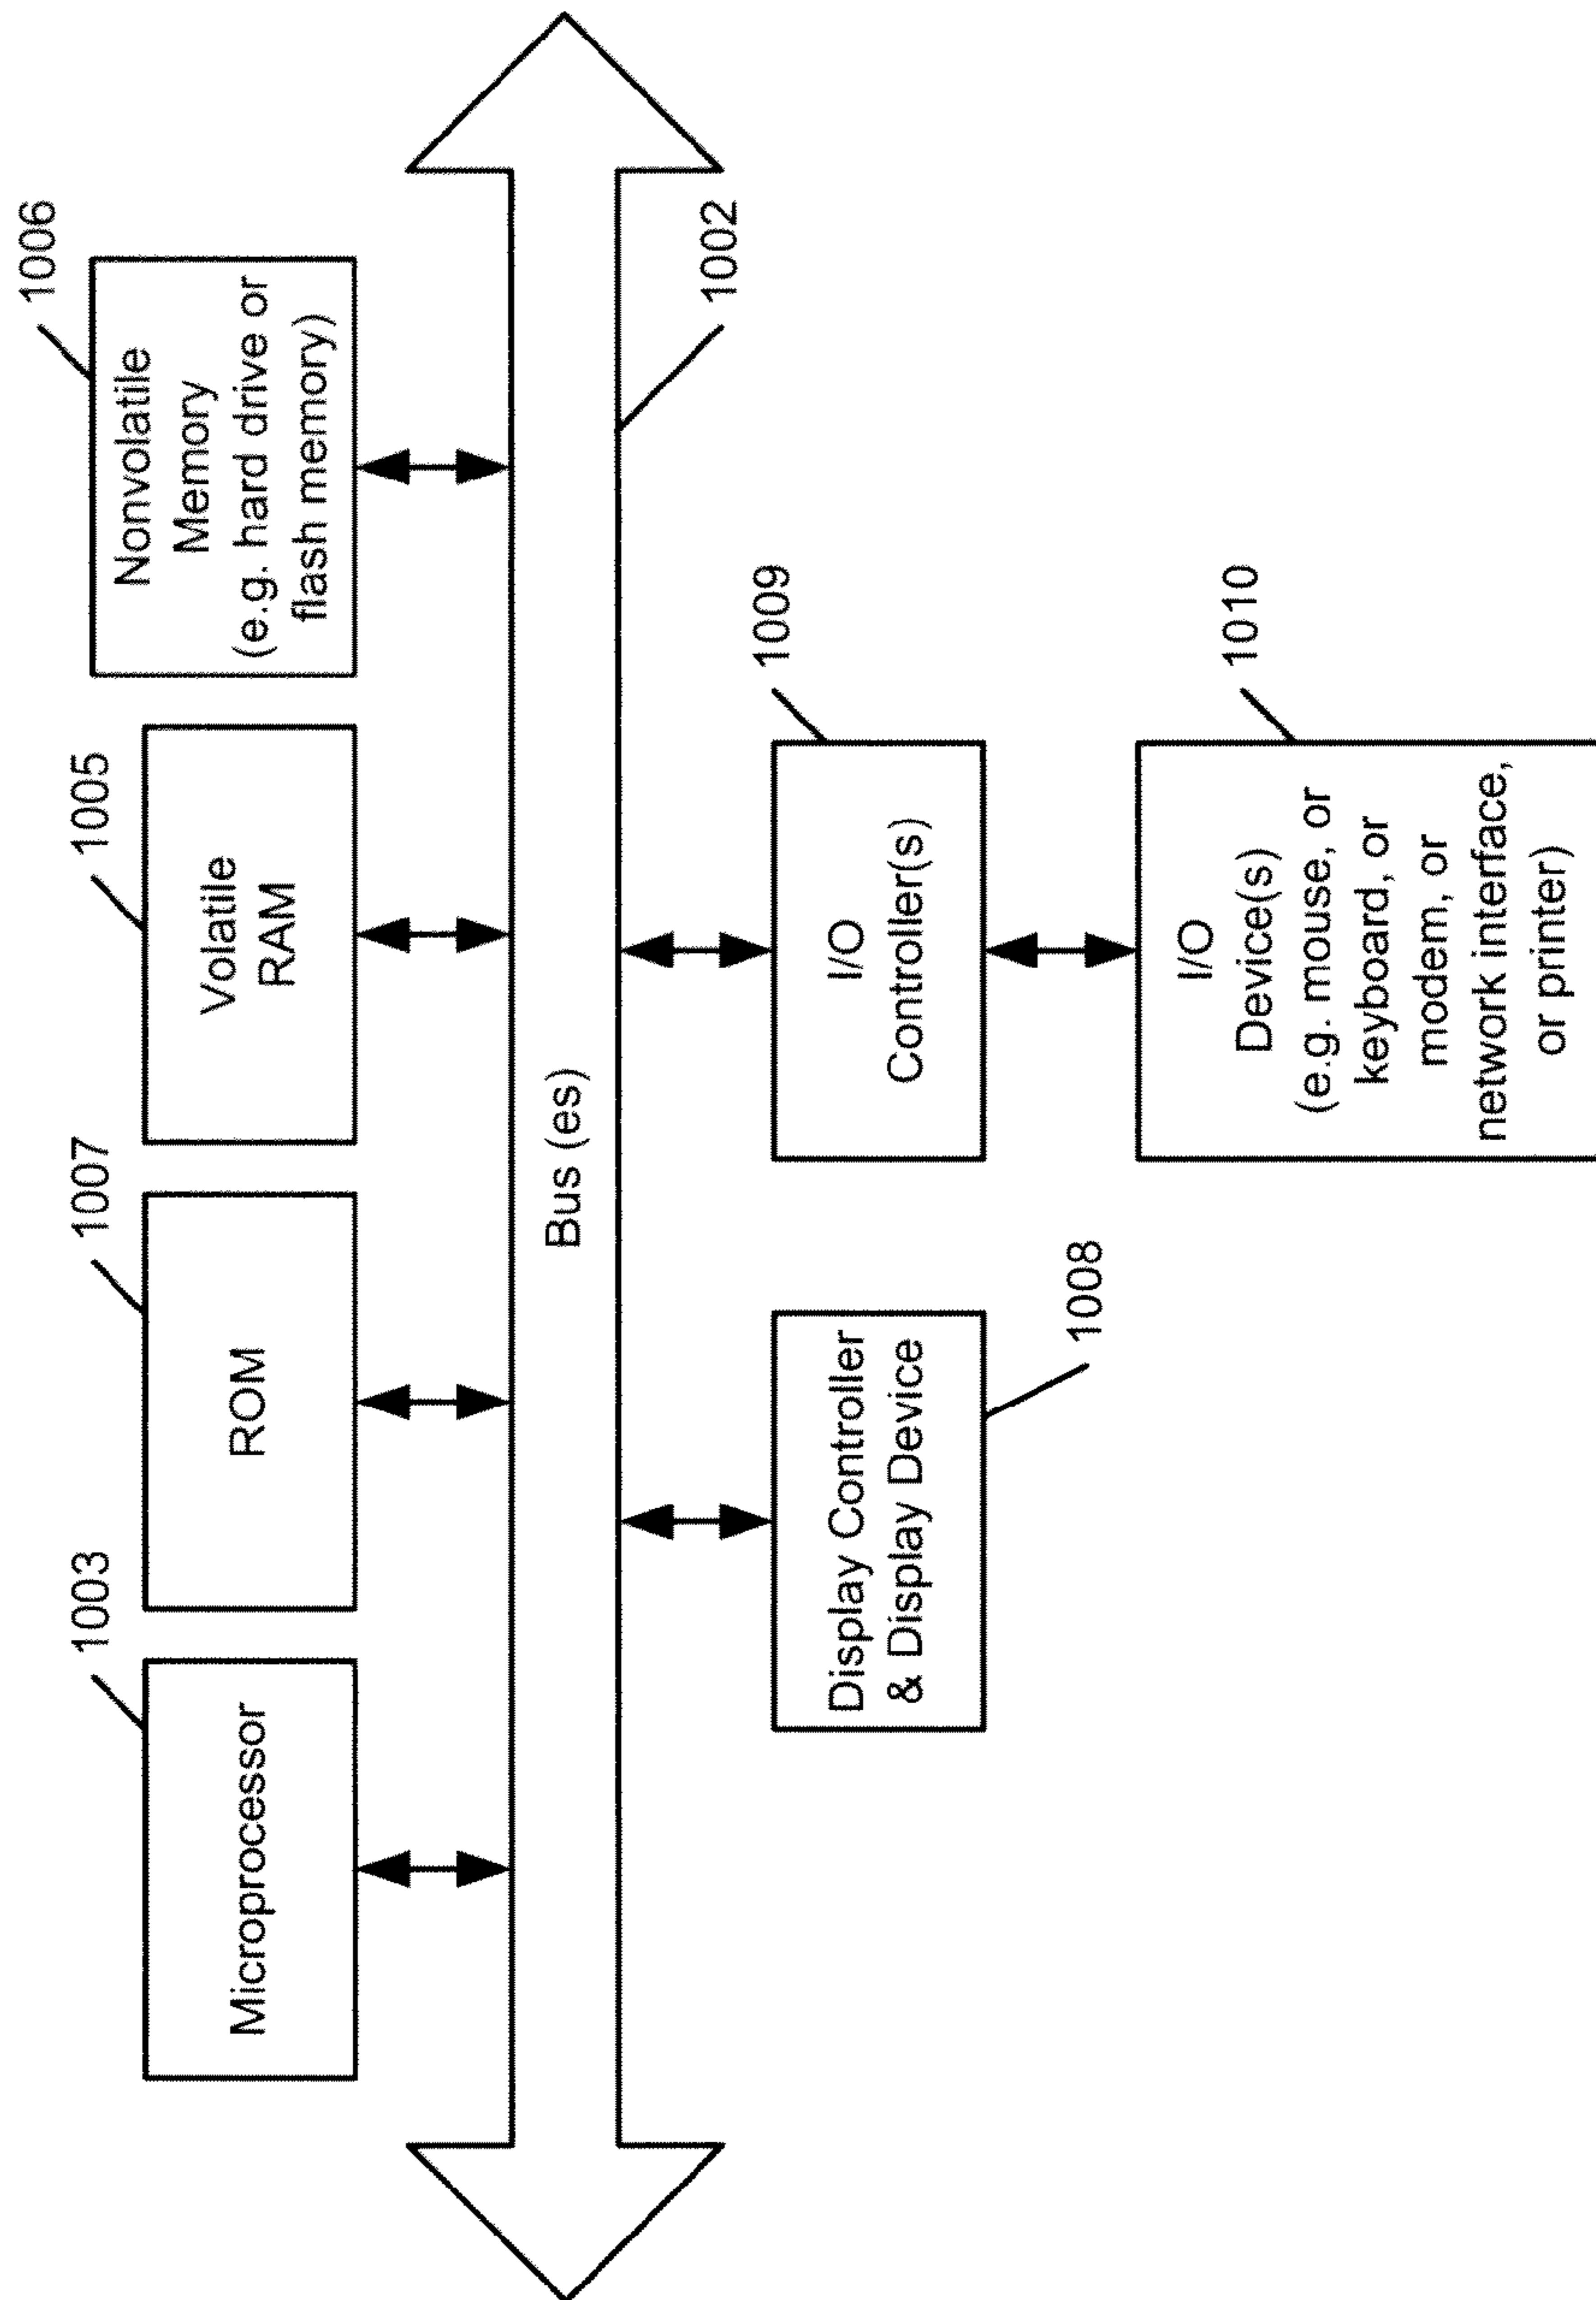 1003
Microprocessor
1007
ROM
1005
Volatile
RAM
1006
Nonvolatile
Memory
(e.g. hard drive or
flash memory)
Bus (es)
1002
Display Controller
& Display Device
1008
1009
I/O
Controller(s)
1010
I/O
Device(s)
(e.g. mouse, or
keyboard, or
modem, or
network interface,
or printer)